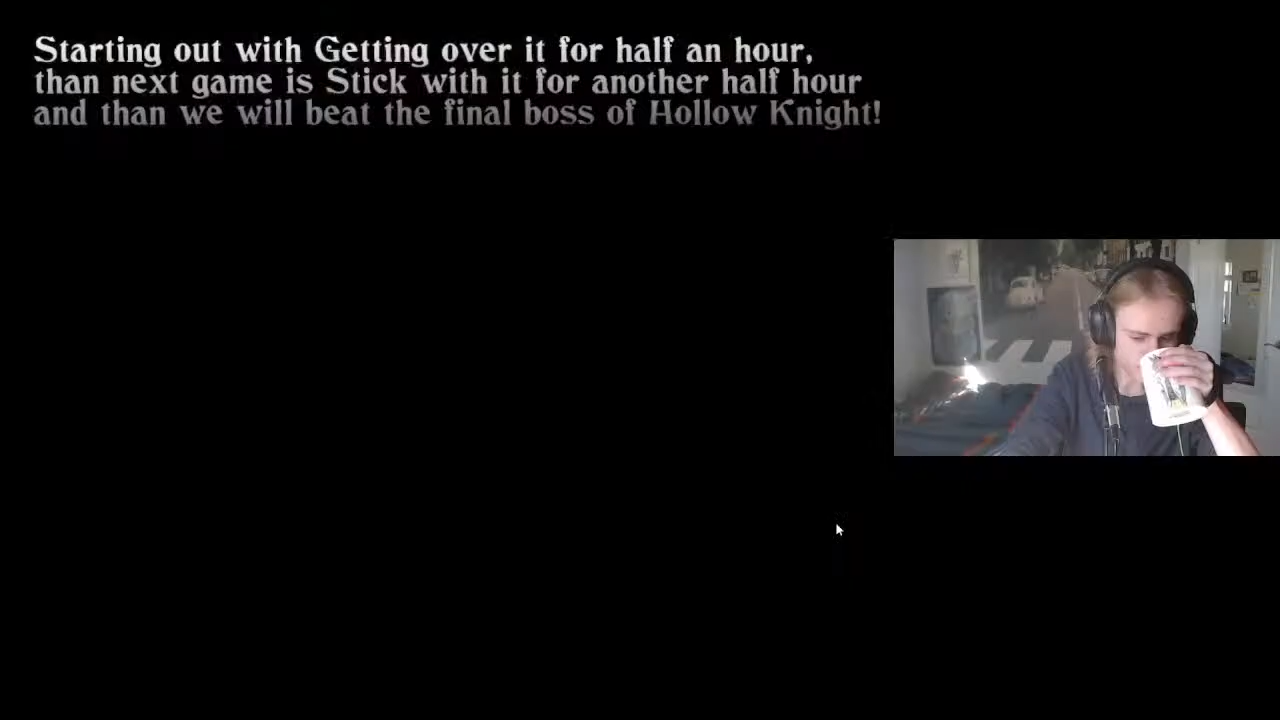 Starting out with Getting over it for half an hour,
than next game is Stick with it for another half hour
and than we will beat the final boss of Hollow Knight!